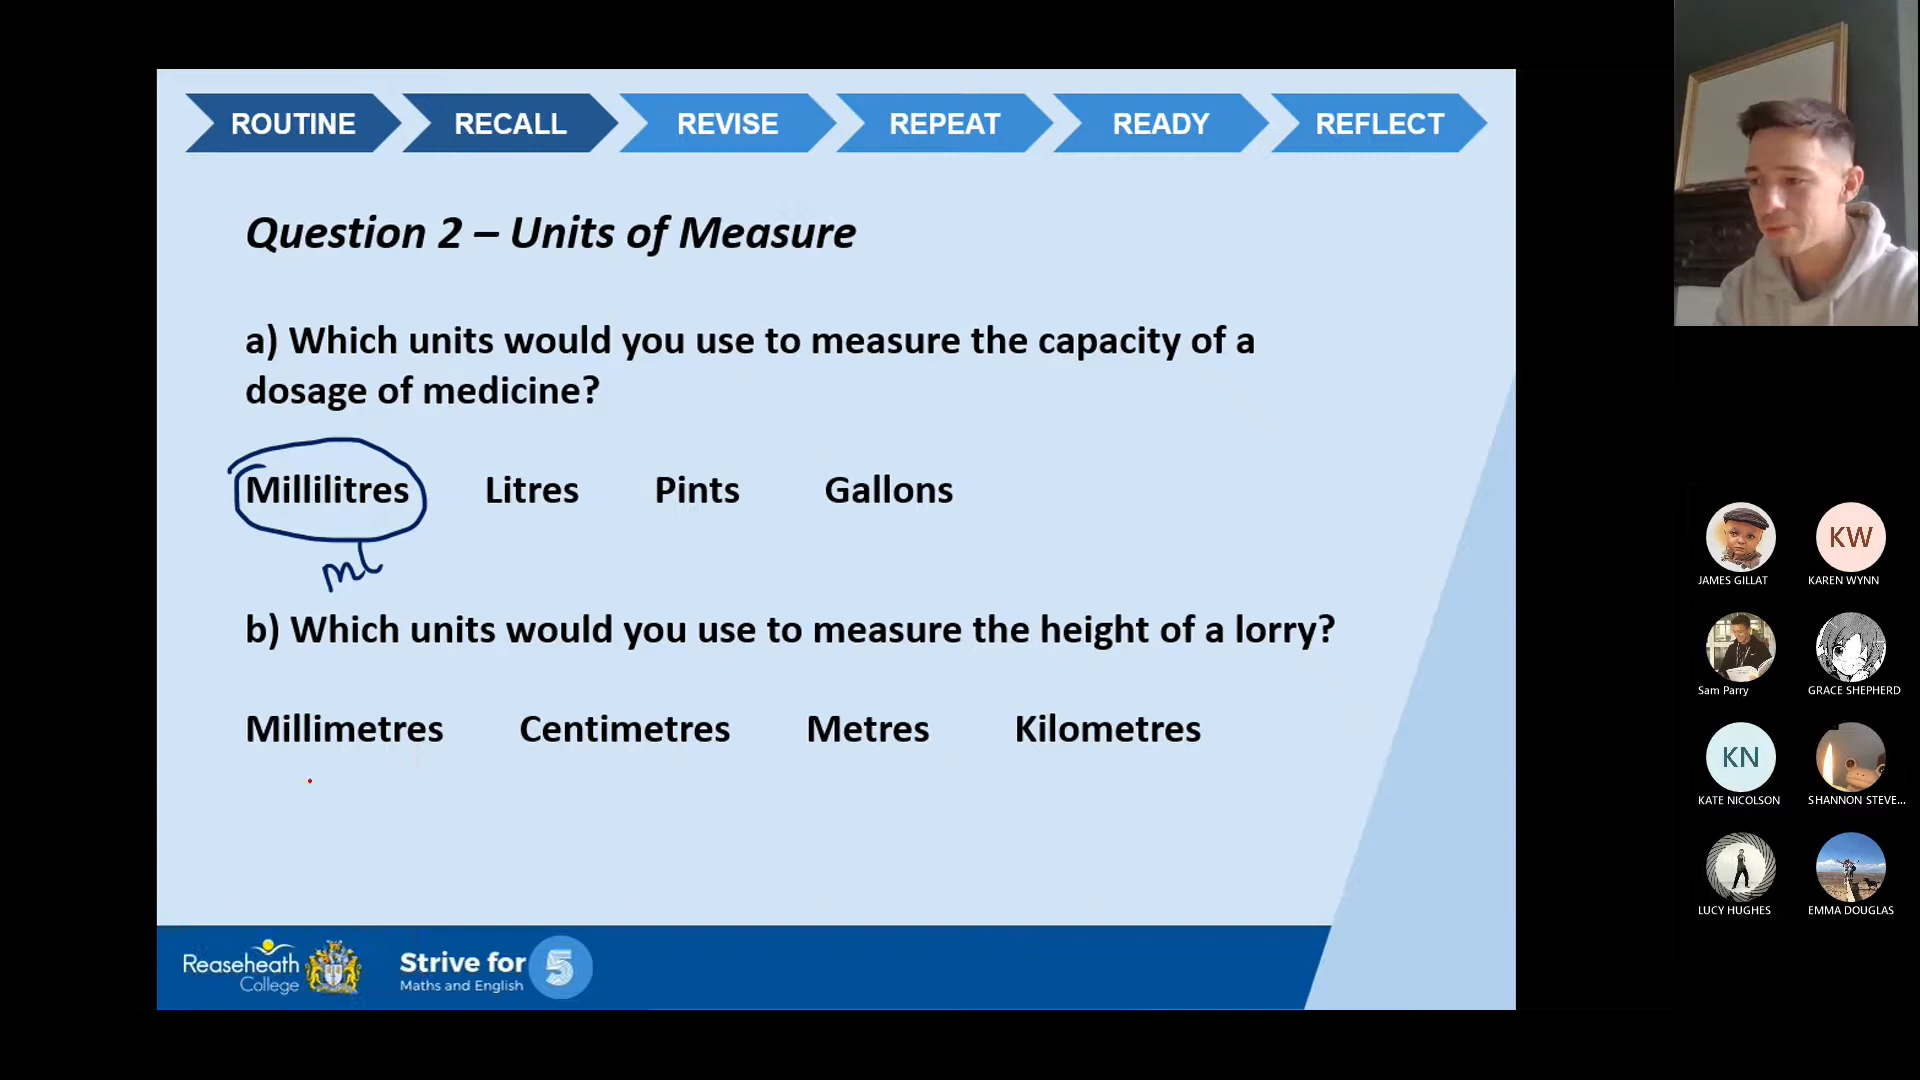 ROUTINE RECALL REVISE REPEAT READY REFLECT
Question 2 – Units of Measure
a) Which units would you use to measure the capacity of a
dosage of medicine?
Millilitres Litres Pints Gallons
ml
b) Which units would you use to measure the height of a lorry?
Millimetres Centimetres Metres Kilometres
Reaseheath
College
Strive for 5
Maths and English
KW
JAMES GILLAT KAREN WYNN
Sam Parry GRACE SHEPHERD
KN
KATE NICOLSON SHANNON STEVE...
LUCY HUGHES EMMA DOUGLAS